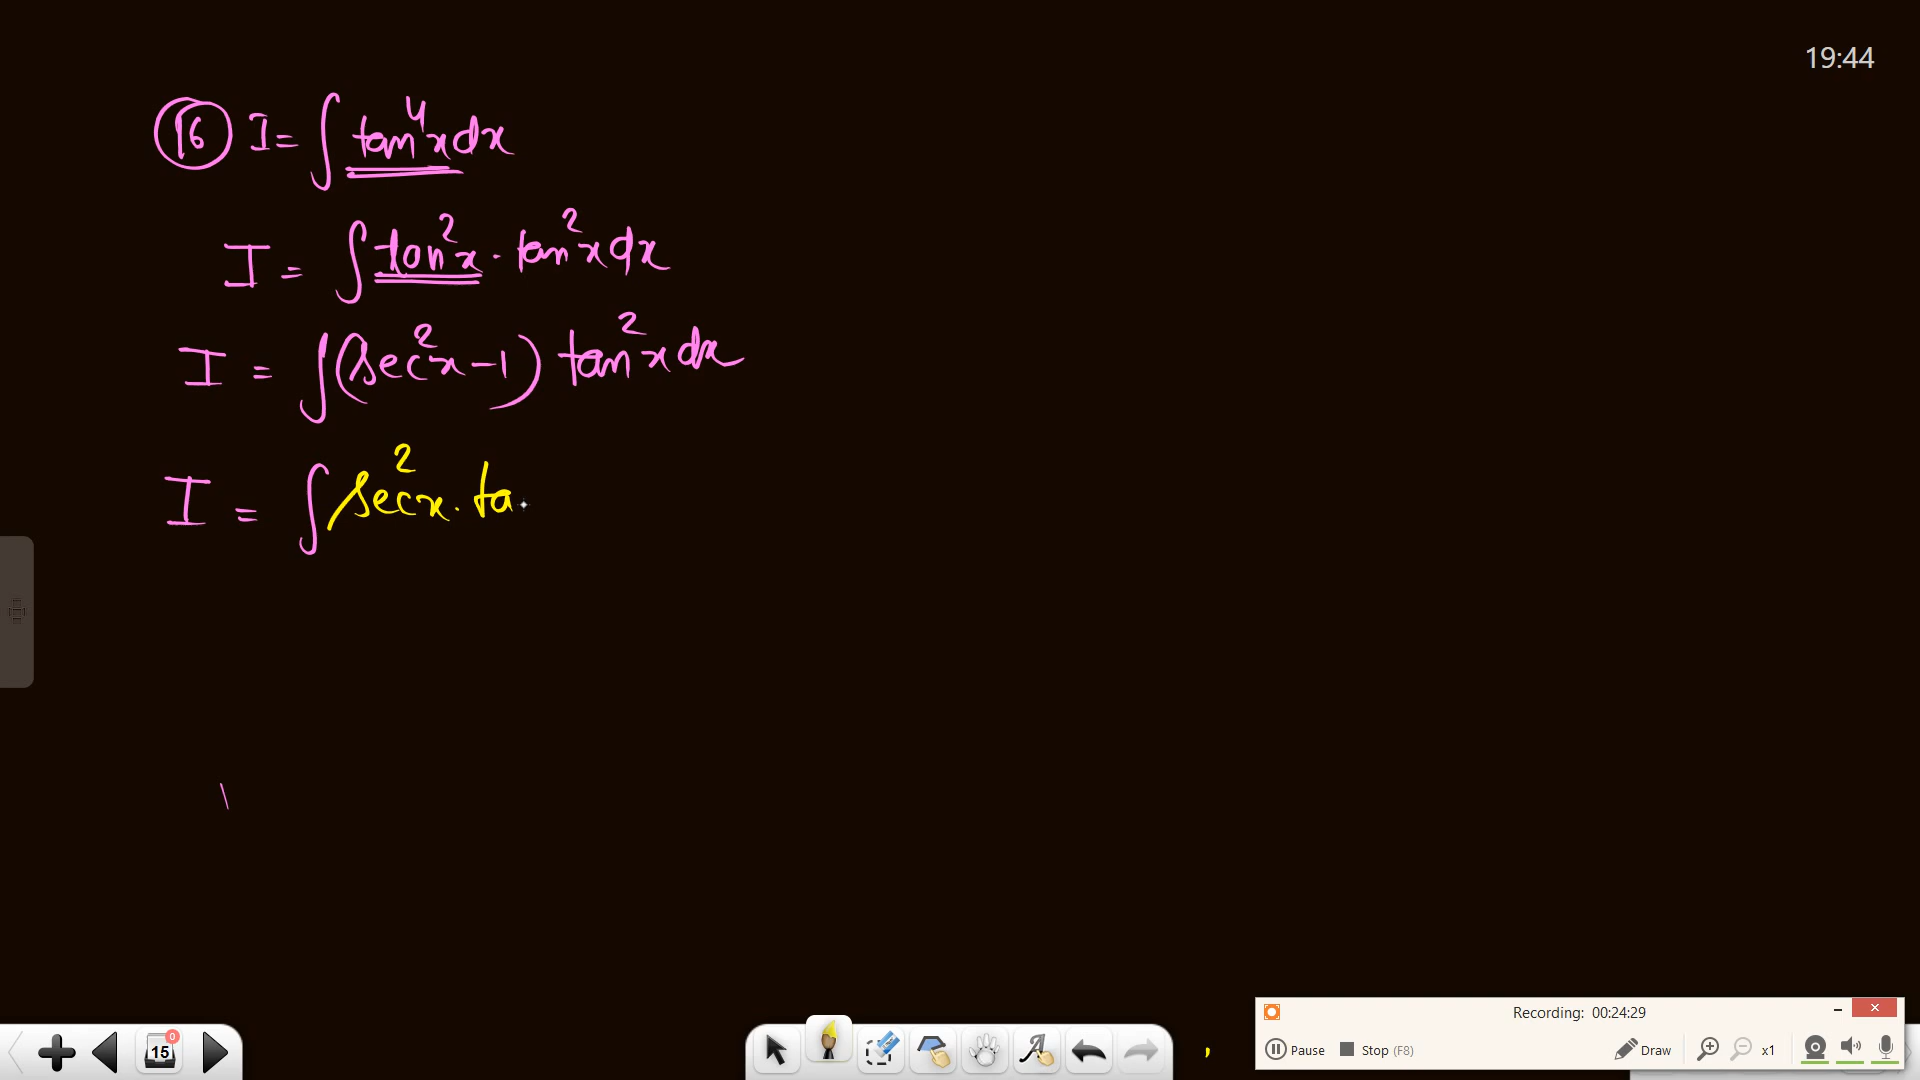 19:44
16 I = ∫ tan⁴x dx
I = ∫ tan²x · tan²x dx
I = ∫ (sec²x - 1) tan²x dx
I = ∫ sec²x · ta
15
0
Recording: 00:24:29
Pause Stop (F8) Draw x1